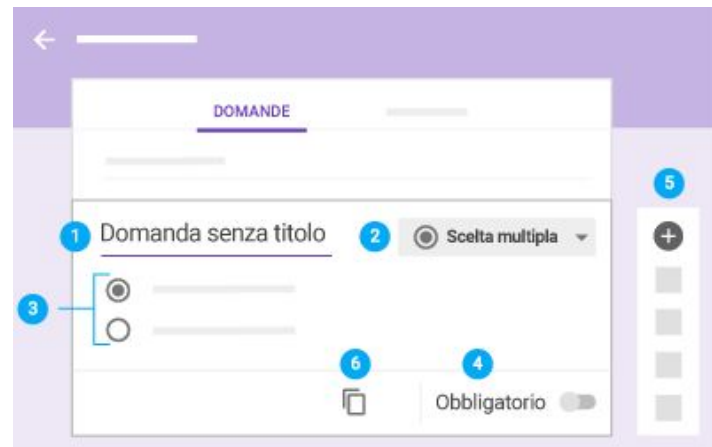 DOMANDE
5
1 Domanda senza titolo 2 Scelta multipla
3
6 4
Obbligatorio